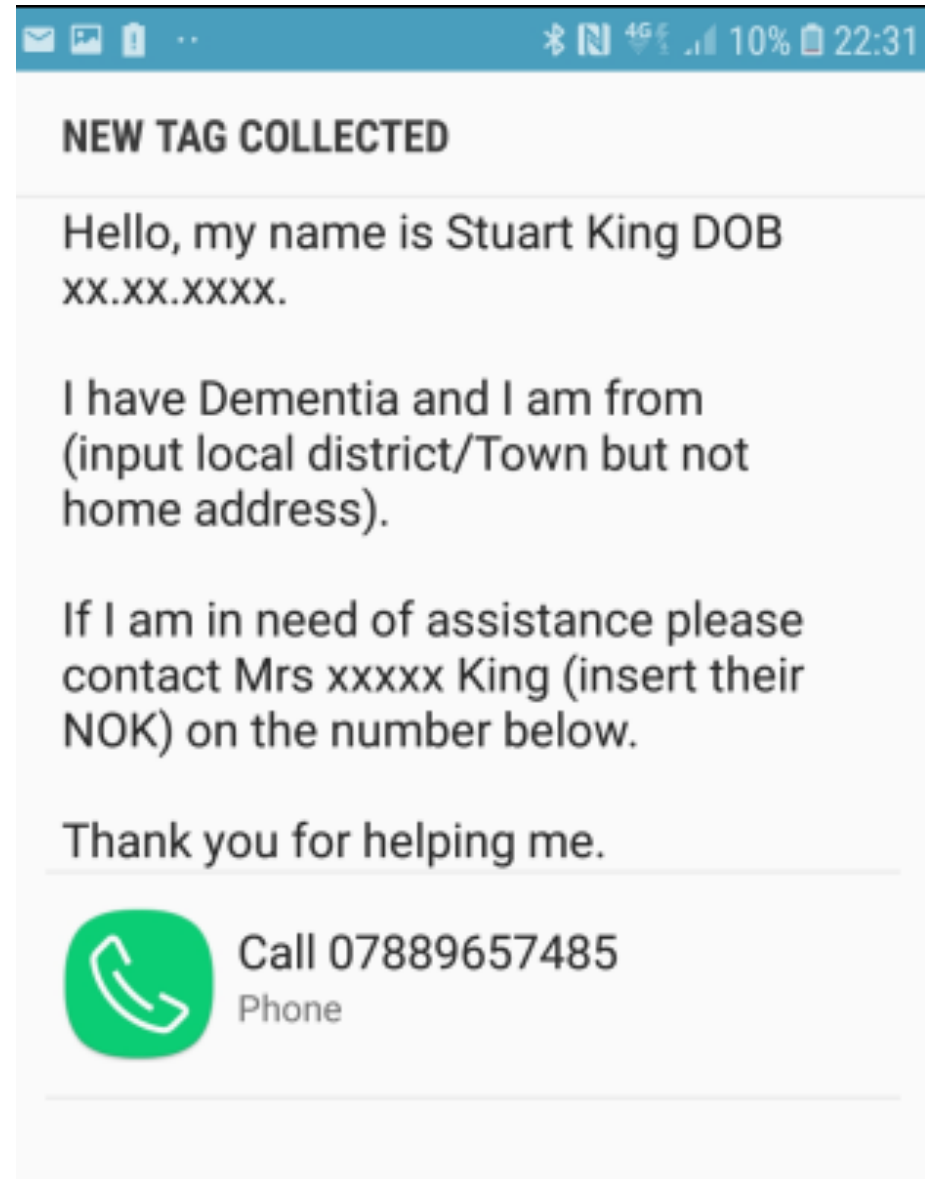 4G 10% 22:31
NEW TAG COLLECTED
Hello, my name is Stuart King DOB
xx.xx.xxxx.
I have Dementia and I am from
(input local district/Town but not
home address).
If I am in need of assistance please
contact Mrs xxxxx King (insert their
NOK) on the number below.
Thank you for helping me.
Call 07889657485
Phone